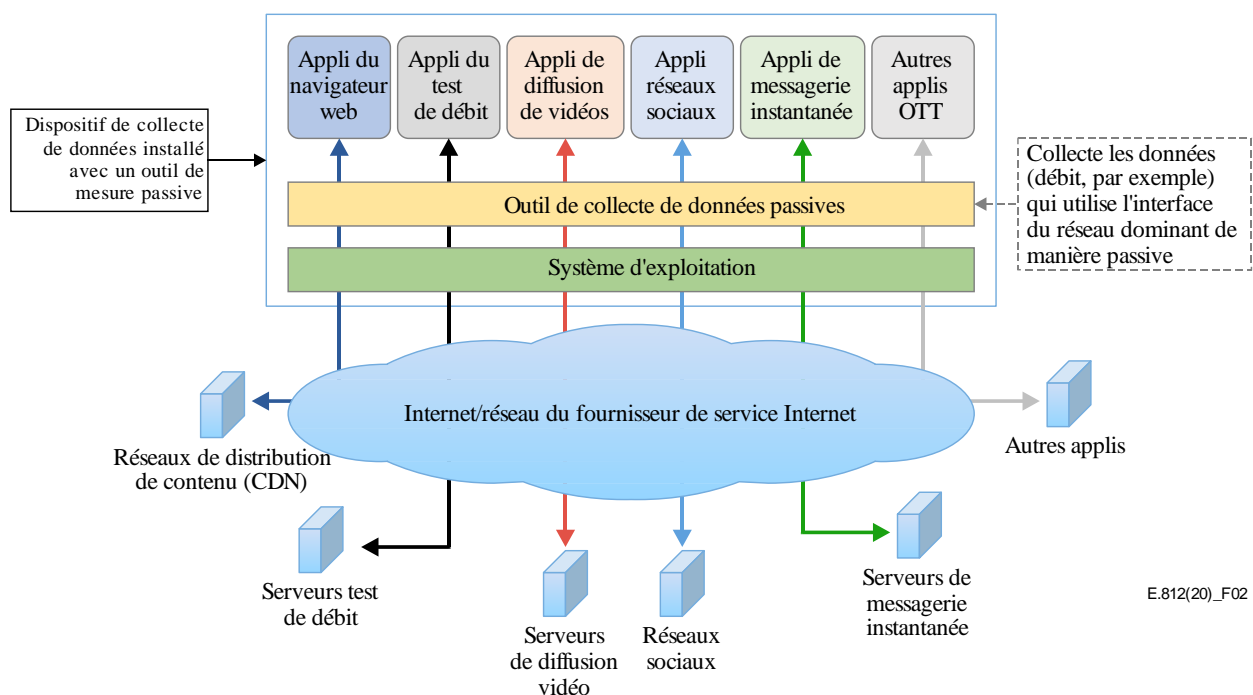 Appli du
navigateur
web
Appli du
test
de débit
Appli de
diffusion
de vidéos
Appli
réseaux
sociaux
Appli de
messagerie
instantanée
Autres
applis
OTT
Dispositif de collecte
de données installé
avec un outil de
mesure passive
Collecte les données
(débit, par exemple)
qui utilise l'interface
du réseau dominant de
manière passive
Outil de collecte de données passives
Système d'exploitation
Internet/réseau du fournisseur de service Internet
Réseaux de distribution
de contenu (CDN)
Autres applis
Serveurs test
de débit
Serveurs de diffusion
vidéo
Réseaux
sociaux
Serveurs de
messagerie
instantanée
E.812(20)_F02